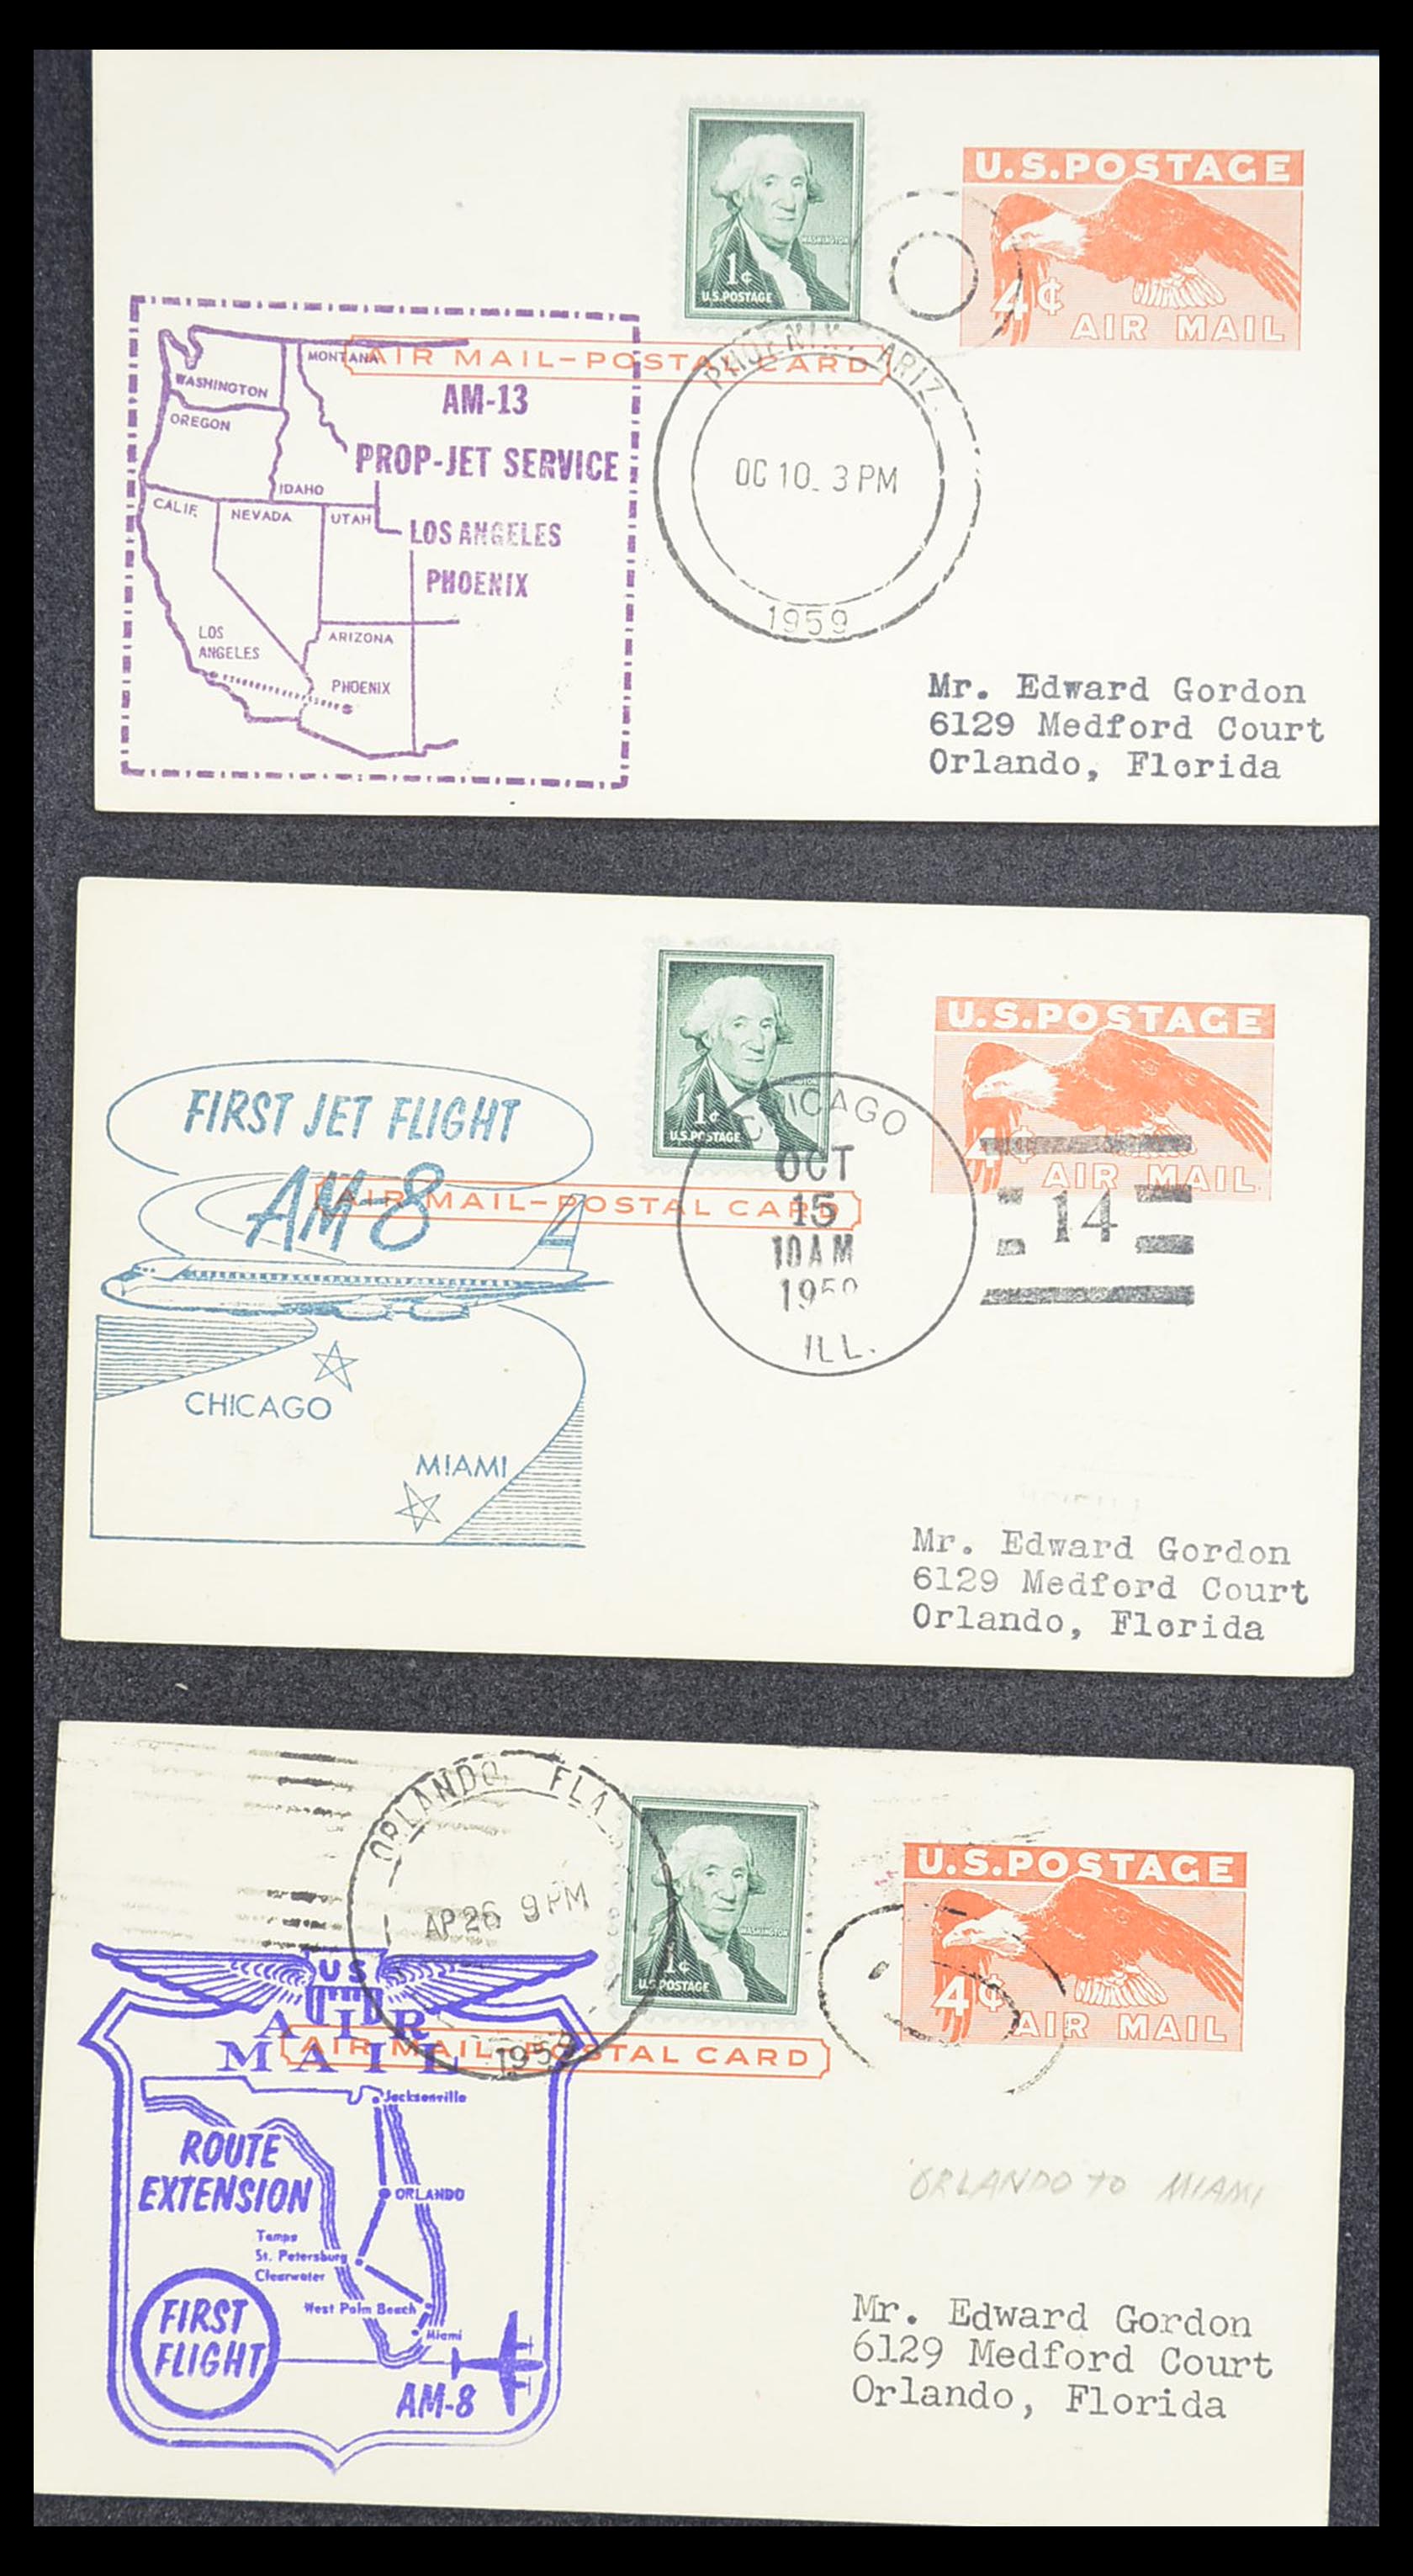 U.S.POSTAGE
4¢
AIR MAIL
WASHINGTON
1¢
U.S.POSTAGE
AIR MAIL–POSTAL CARD
PHOENIX, ARIZ.
OC 10. 3 PM
1959
MONTANA
WASHINGTON
OREGON
IDAHO
CALIF.
NEVADA
UTAH
AM-13
PROP-JET SERVICE
LOS ANGELES
PHOENIX
LOS
ANGELES
ARIZONA
PHOENIX
Mr. Edward Gordon
6129 Medford Court
Orlando, Florida
U.S.POSTAGE
4¢
AIR MAIL
1¢
U.S.POSTAGE
AIR MAIL–POSTAL CARD
FIRST JET FLIGHT
AM-8
CHICAGO
OCT
15
10 AM
ILL.
14
CHICAGO
MIAMI
Mr. Edward Gordon
6129 Medford Court
Orlando, Florida
ORLANDO FLA.
AP 26 9 PM
1959
U.S.POSTAGE
4¢
AIR MAIL
WASHINGTON
1¢
U.S.POSTAGE
AIR MAIL–POSTAL CARD
US
AIR
MAIL
Jacksonville
ROUTE
EXTENSION
ORLANDO
Tampa
St. Petersburg
Clearwater
West Palm Beach
Miami
FIRST
FLIGHT
AM-8
ORLANDO TO MIAMI
Mr. Edward Gordon
6129 Medford Court
Orlando, Florida